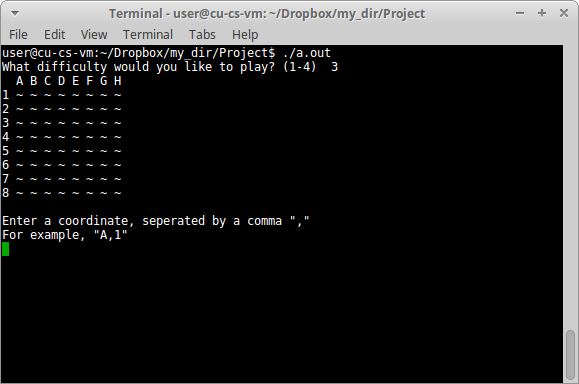 Terminal - user@cu-cs-vm: ~/Dropbox/my_dir/Project
File Edit View Terminal Tabs Help
user@cu-cs-vm:~/Dropbox/my_dir/Project$ ./a.out
What difficulty would you like to play? (1-4)  3
  A B C D E F G H
1 ~ ~ ~ ~ ~ ~ ~ ~
2 ~ ~ ~ ~ ~ ~ ~ ~
3 ~ ~ ~ ~ ~ ~ ~ ~
4 ~ ~ ~ ~ ~ ~ ~ ~
5 ~ ~ ~ ~ ~ ~ ~ ~
6 ~ ~ ~ ~ ~ ~ ~ ~
7 ~ ~ ~ ~ ~ ~ ~ ~
8 ~ ~ ~ ~ ~ ~ ~ ~
Enter a coordinate, seperated by a comma ","
For example, "A,1"